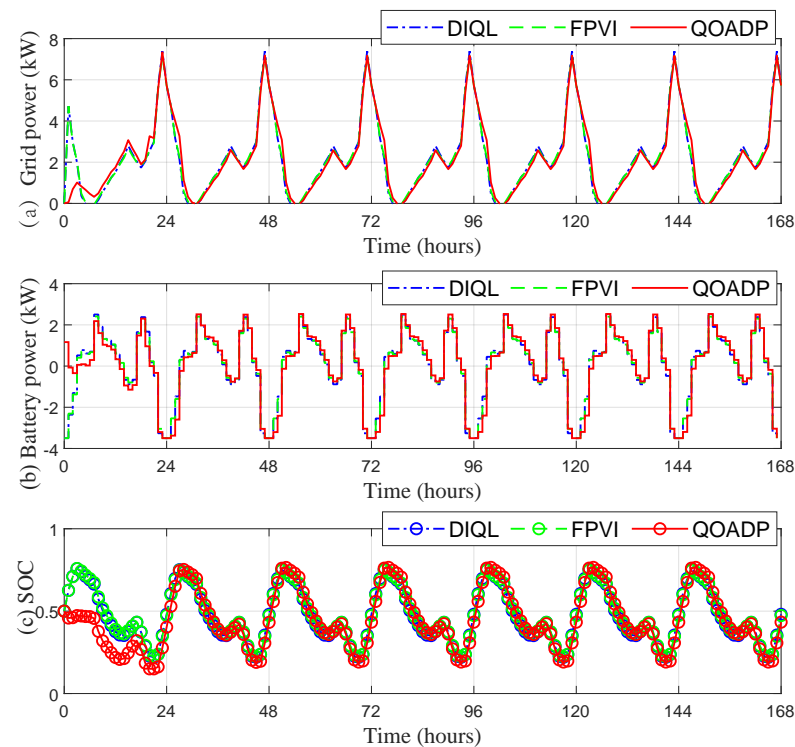 DIQL FPVI QOADP
8
6
4
2
0
(a) Grid power (kW)
0 24 48 72 96 120 144 168
Time (hours)
DIQL FPVI QOADP
4
2
0
-2
-4
(b) Battery power (kW)
0 24 48 72 96 120 144 168
Time (hours)
DIQL FPVI QOADP
1
0.5
0
(c) SOC
0 24 48 72 96 120 144 168
Time (hours)